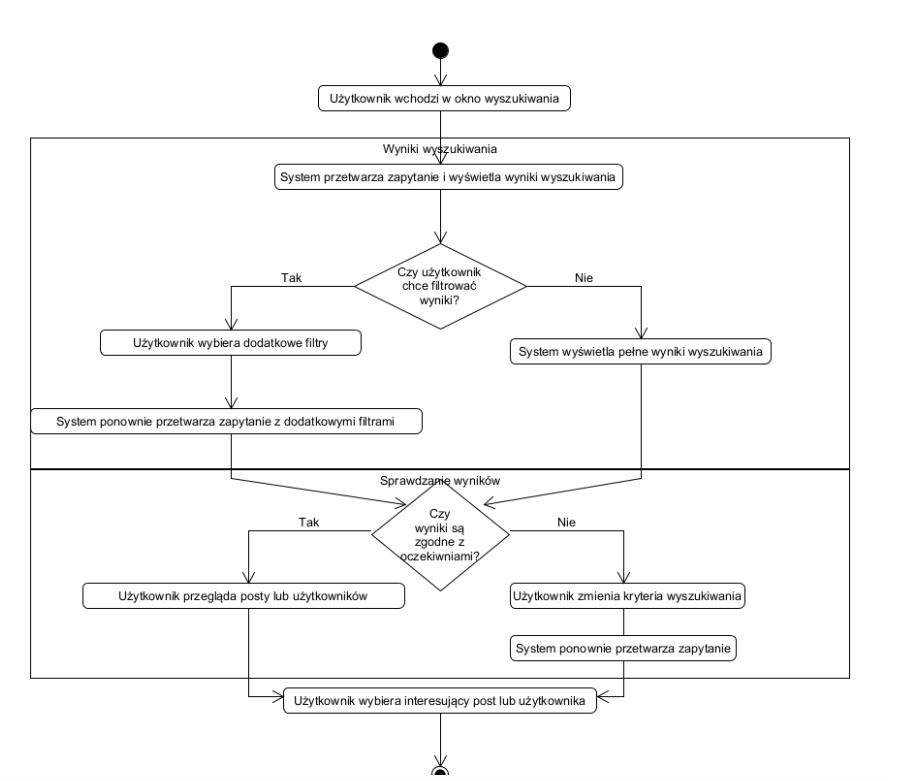 Użytkownik wchodzi w okno wyszukiwania
Wyniki wyszukiwania
System przetwarza zapytanie i wyświetla wyniki wyszukiwania
Czy użytkownik
chce filtrować
wyniki?
Tak
Nie
Użytkownik wybiera dodatkowe filtry
System wyświetla pełne wyniki wyszukiwania
System ponownie przetwarza zapytanie z dodatkowymi filtrami
Sprawdzanie wyników
Czy
wyniki są
zgodne z
oczekiwniami?
Tak
Nie
Użytkownik przegląda posty lub użytkowników
Użytkownik zmienia kryteria wyszukiwania
System ponownie przetwarza zapytanie
Użytkownik wybiera interesujący post lub użytkownika